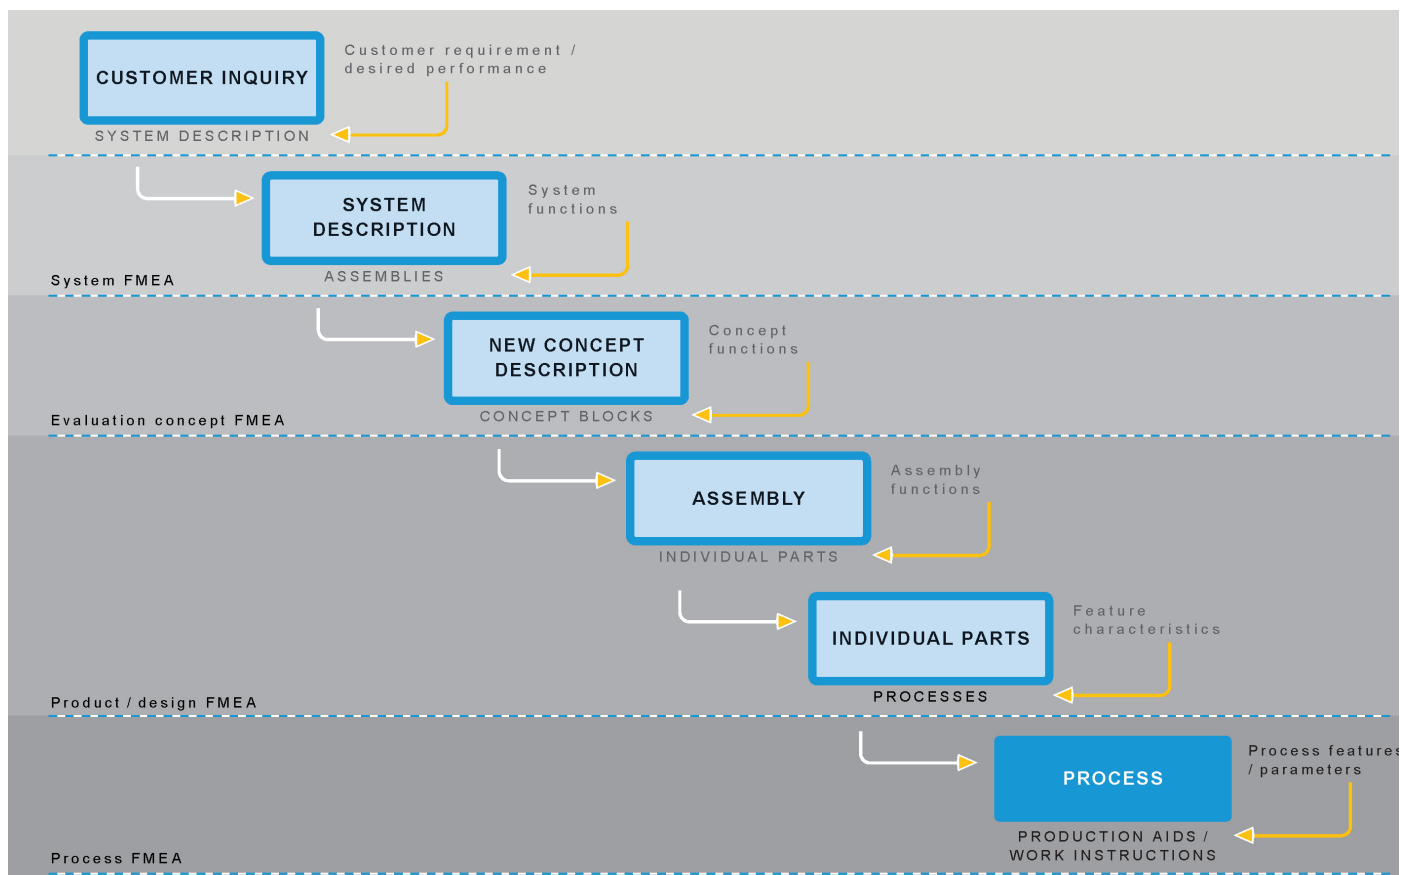 CUSTOMER INQUIRY
Customer requirement /
desired performance
SYSTEM DESCRIPTION
SYSTEM
DESCRIPTION
System
functions
ASSEMBLIES
System FMEA
NEW CONCEPT
DESCRIPTION
Concept
functions
CONCEPT BLOCKS
Evaluation concept FMEA
ASSEMBLY
Assembly
functions
INDIVIDUAL PARTS
INDIVIDUAL PARTS
Feature
characteristics
PROCESSES
Product / design FMEA
PROCESS
Process features
/ parameters
PRODUCTION AIDS /
WORK INSTRUCTIONS
Process FMEA